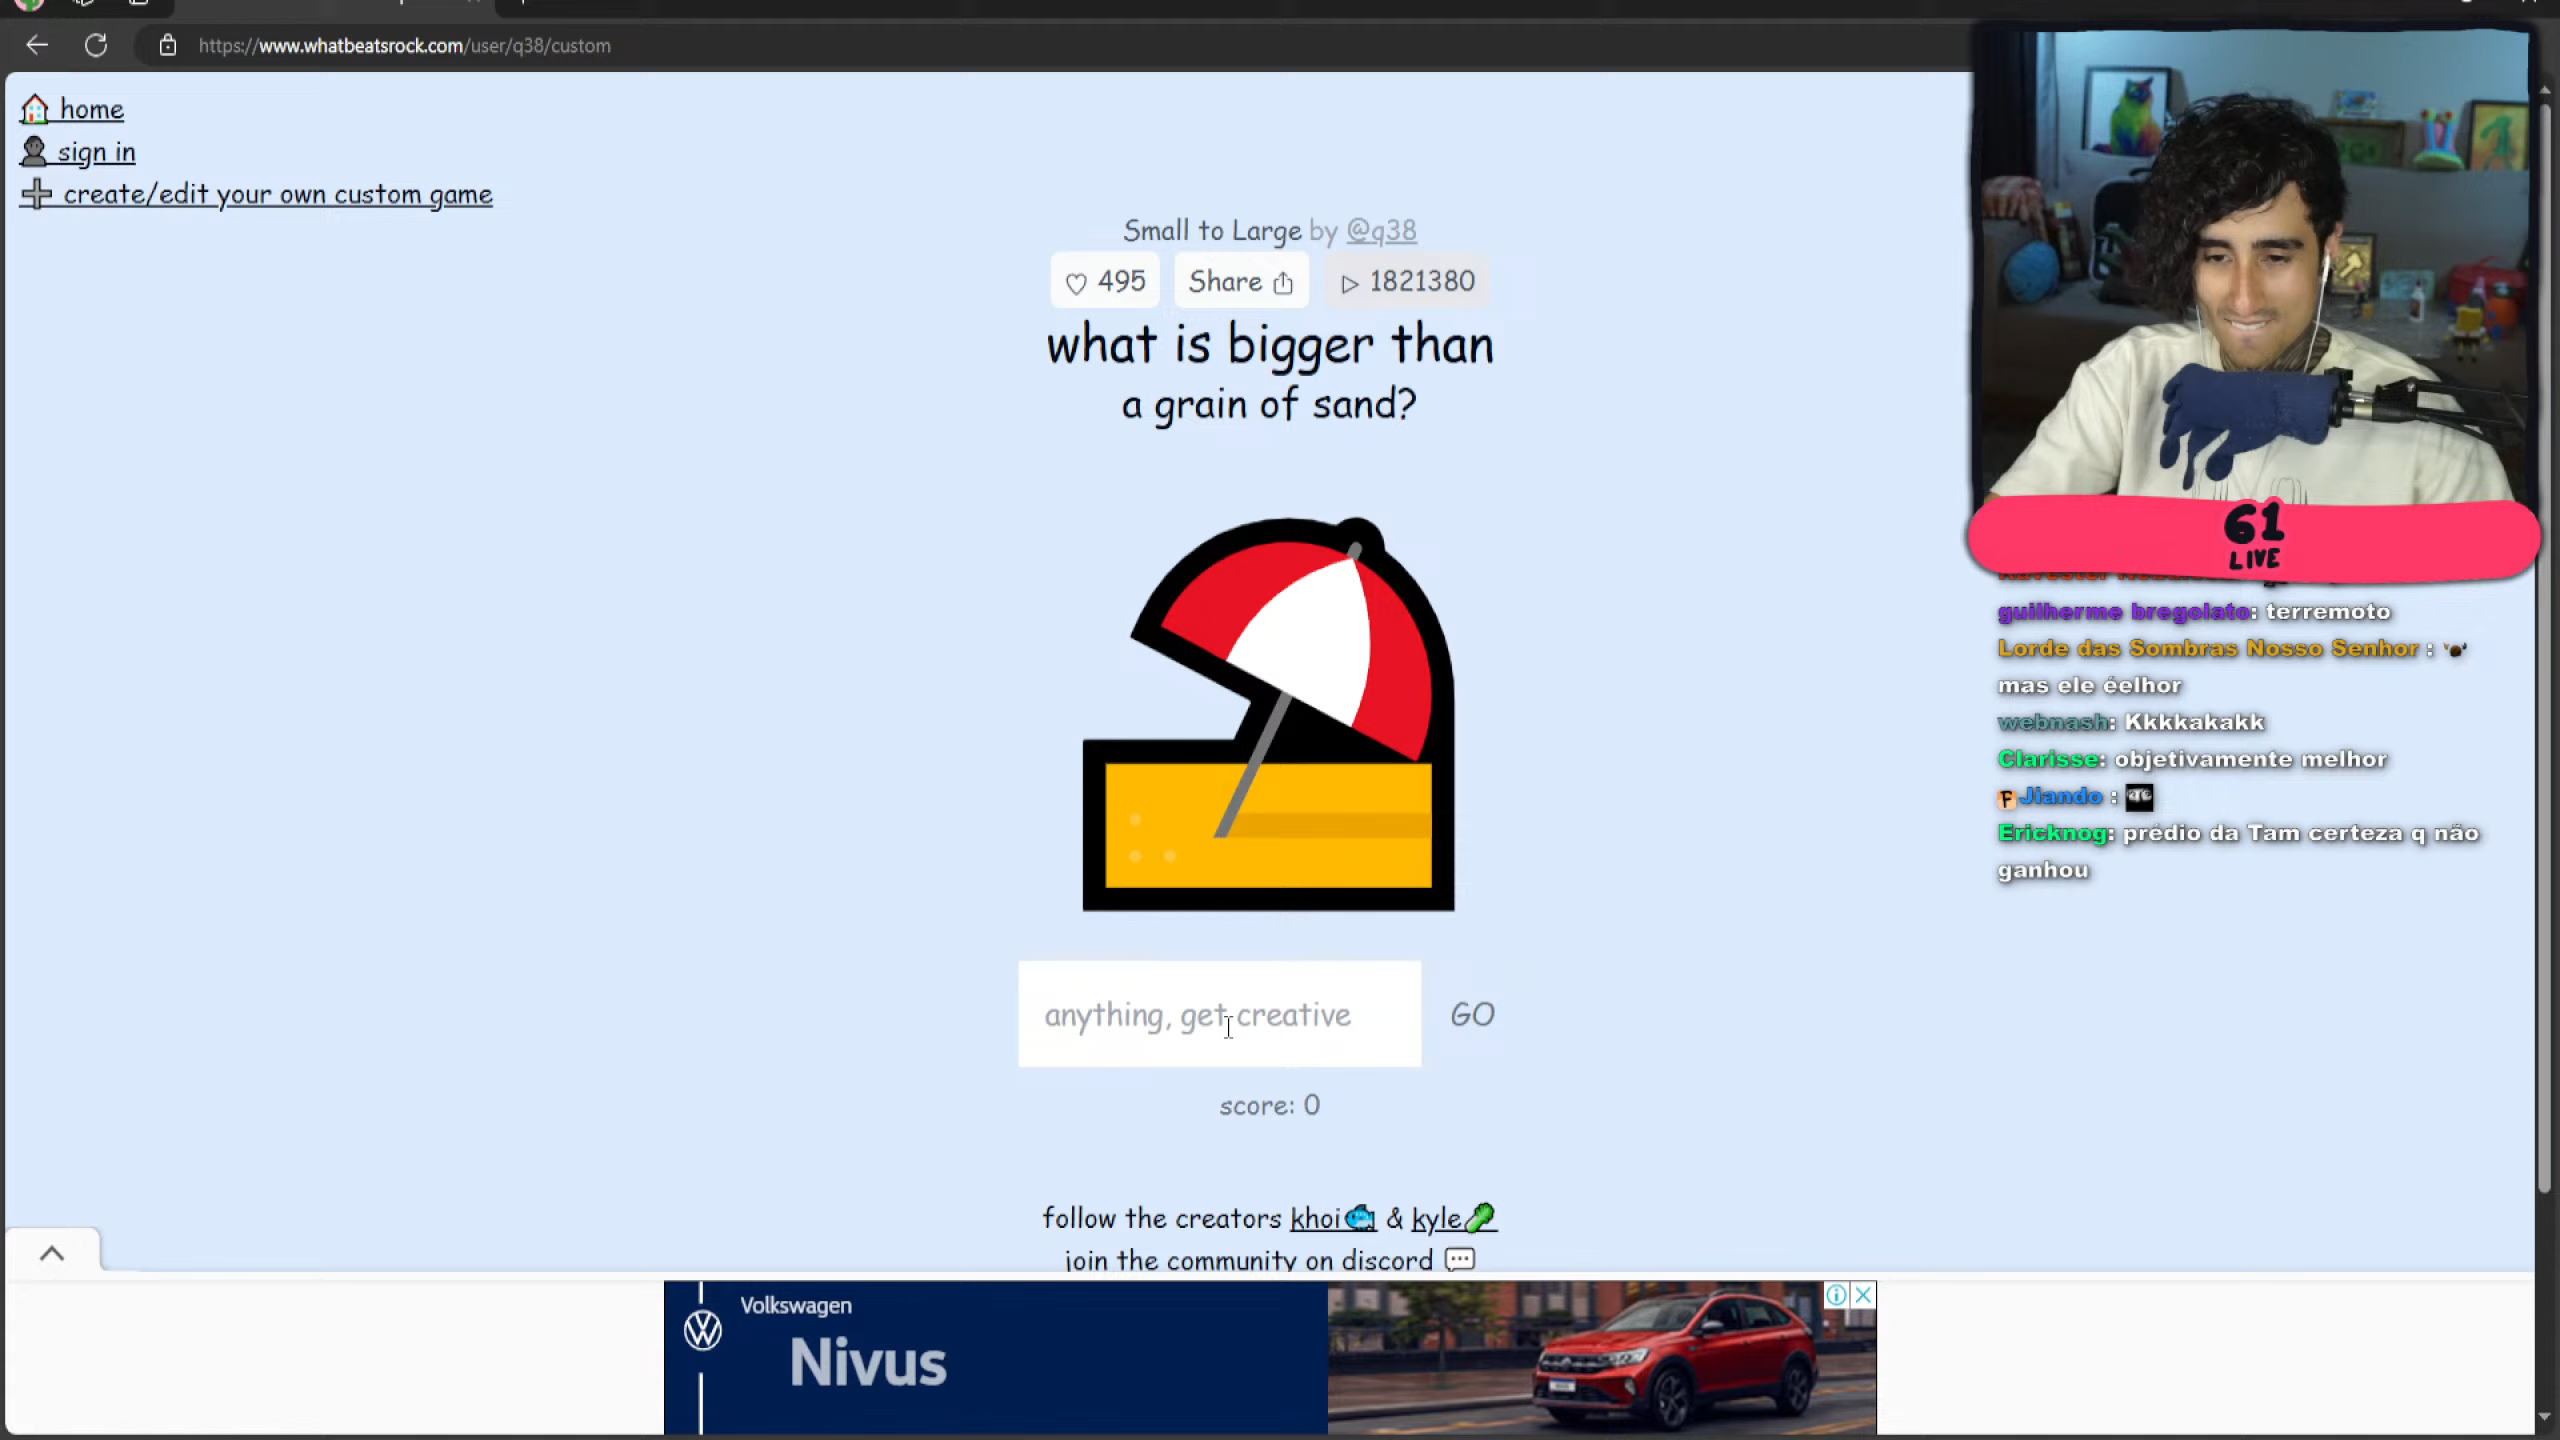 https://www.whatbeatsrock.com/user/q38/custom
home
sign in
create/edit your own custom game
Small to Large by @q38
495
Share
1821380
what is bigger than
a grain of sand?
anything, get creative
GO
score: 0
follow the creators khoi & kyle
join the community on discord
61
LIVE
guilherme bregolato: terremoto
Lorde das Sombras Nosso Senhor :
mas ele éelhor
webnash: Kkkkakakk
Clarisse: objetivamente melhor
F Jiando :
Ericknog: prédio da Tam certeza q não
ganhou
Volkswagen
Nivus